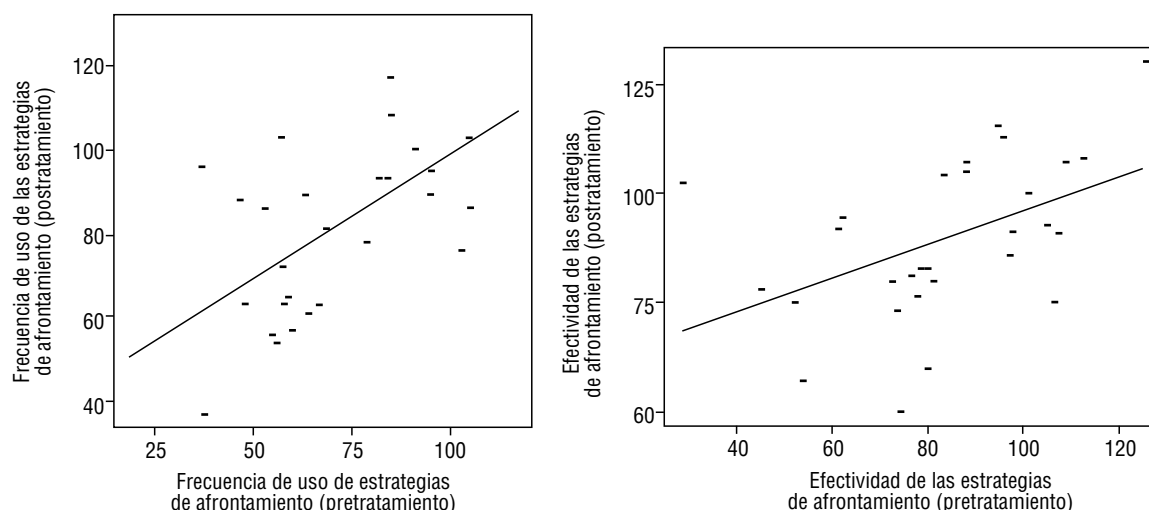 Frecuencia de uso de las estrategias
de afrontamiento (postratamiento)
120
100
80
60
40
25
50
75
100
Frecuencia de uso de estrategias
de afrontamiento (pretratamiento)
Efectividad de las estrategias
de afrontamiento (postratamiento)
125
100
75
60
40
60
80
100
120
Efectividad de las estrategias
de afrontamiento (pretratamiento)